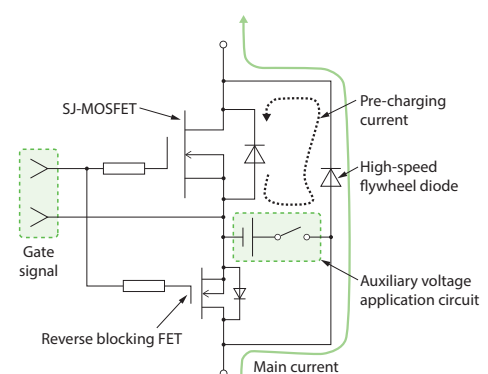 SJ-MOSFET
Pre-charging
current
High-speed
flywheel diode
Gate
signal
Auxiliary voltage
application circuit
Reverse blocking FET
Main current